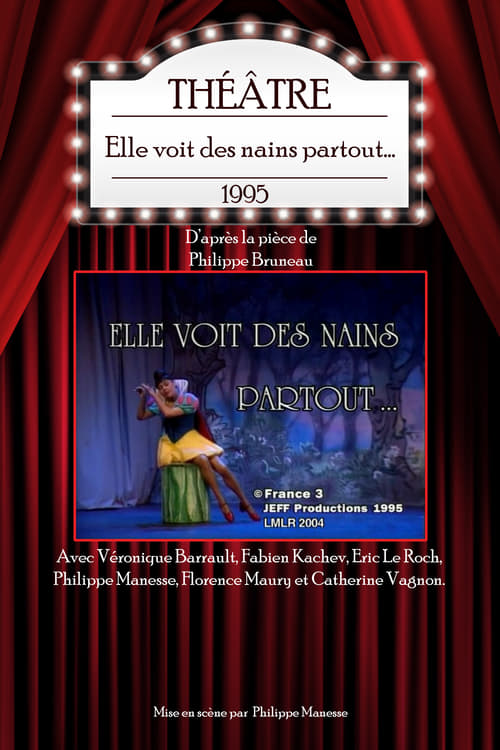 THÉÂTRE
Elle voit des nains partout...
1995
D'après la pièce de
Philippe Bruneau
ELLE VOIT DES NAINS
PARTOUT...
© France 3
JEFF Productions 1995
LMLR 2004
Avec Véronique Barrault, Fabien Kachev, Eric Le Roch,
Philippe Manesse, Florence Maury et Catherine Vagnon.
Mise en scène par Philippe Manesse